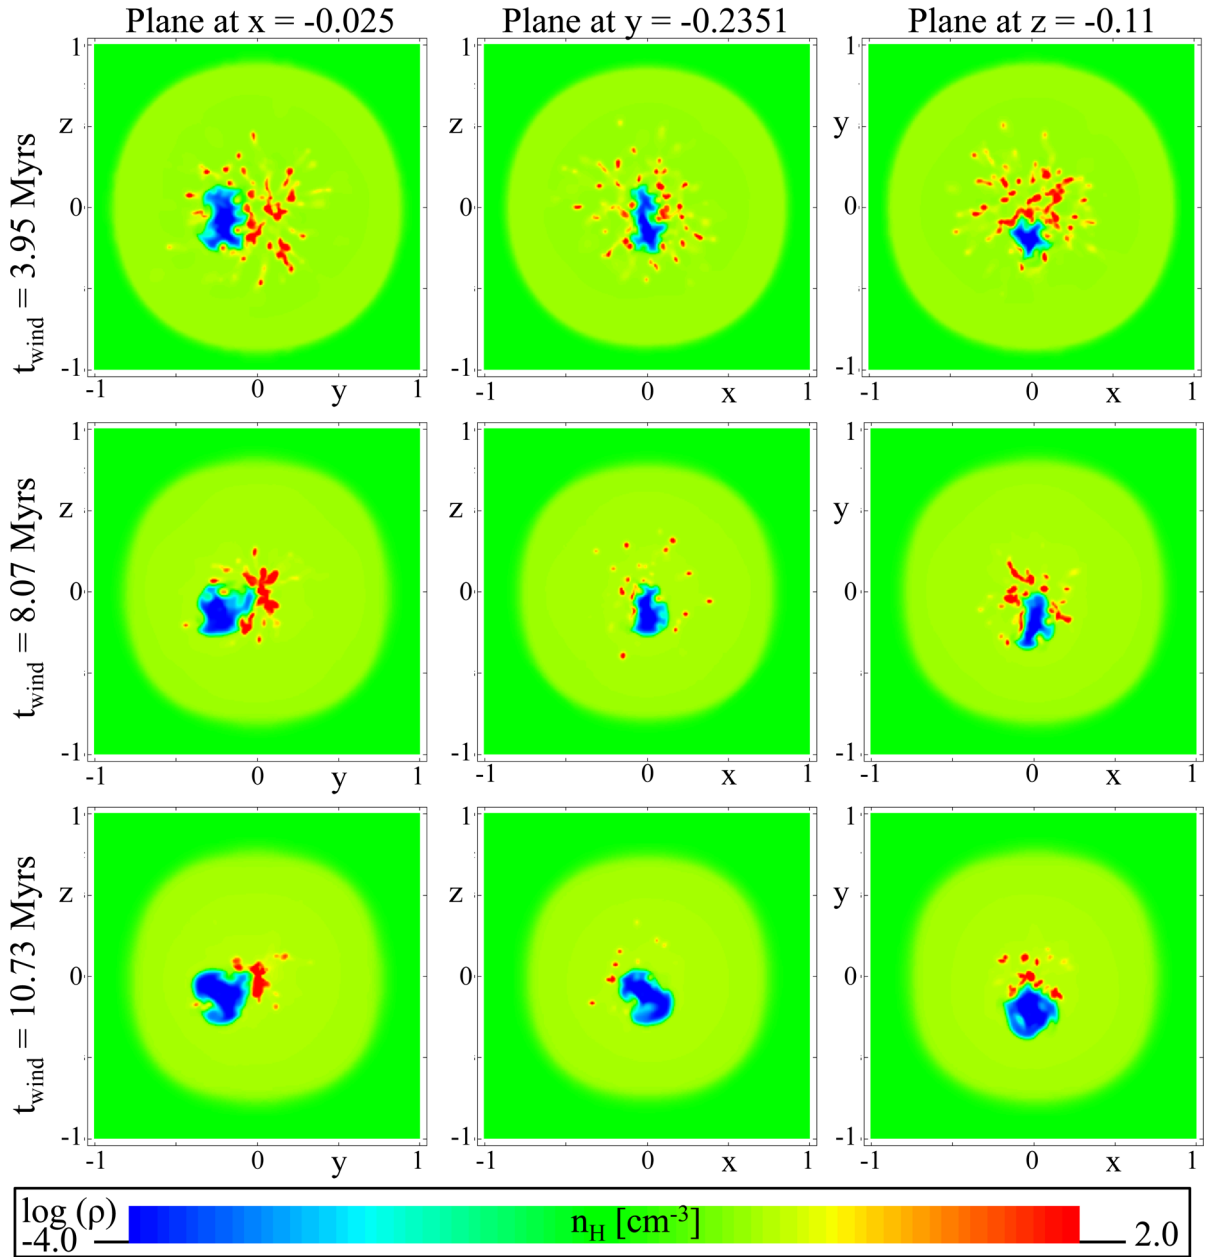 Plane at x = -0.025 Plane at y = -0.2351 Plane at z = -0.11
t_wind = 3.95 Myrs
1 z 0 -1 -1 0 y 1
1 z 0 -1 -1 0 x 1
1 y 0 -1 -1 0 x 1
t_wind = 8.07 Myrs
1 z 0 -1 -1 0 y 1
1 z 0 -1 -1 0 x 1
1 y 0 -1 -1 0 x 1
t_wind = 10.73 Myrs
1 z 0 -1 -1 0 y 1
1 z 0 -1 -1 0 x 1
1 y 0 -1 -1 0 x 1
log (ρ) n_H [cm⁻³]
-4.0 2.0